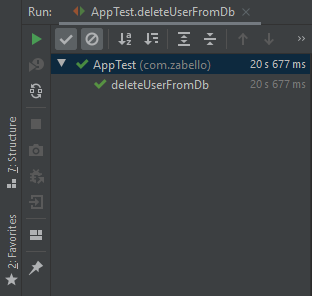 Run: AppTest.deleteUserFromDb ×
AppTest (com.zabello) 20 s 677 ms
deleteUserFromDb 20 s 677 ms
7: Structure
2: Favorites